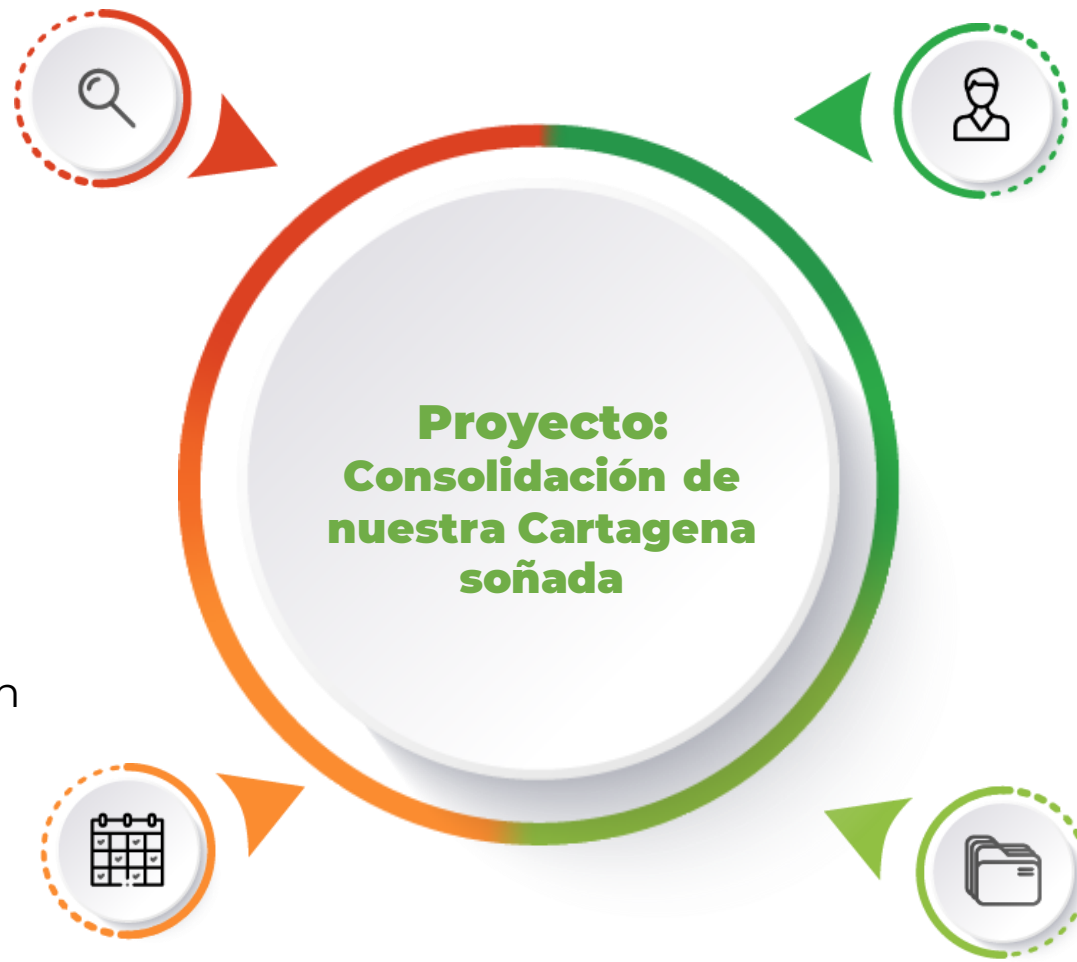 Proyecto:
Consolidación de
nuestra Cartagena
soñada
n